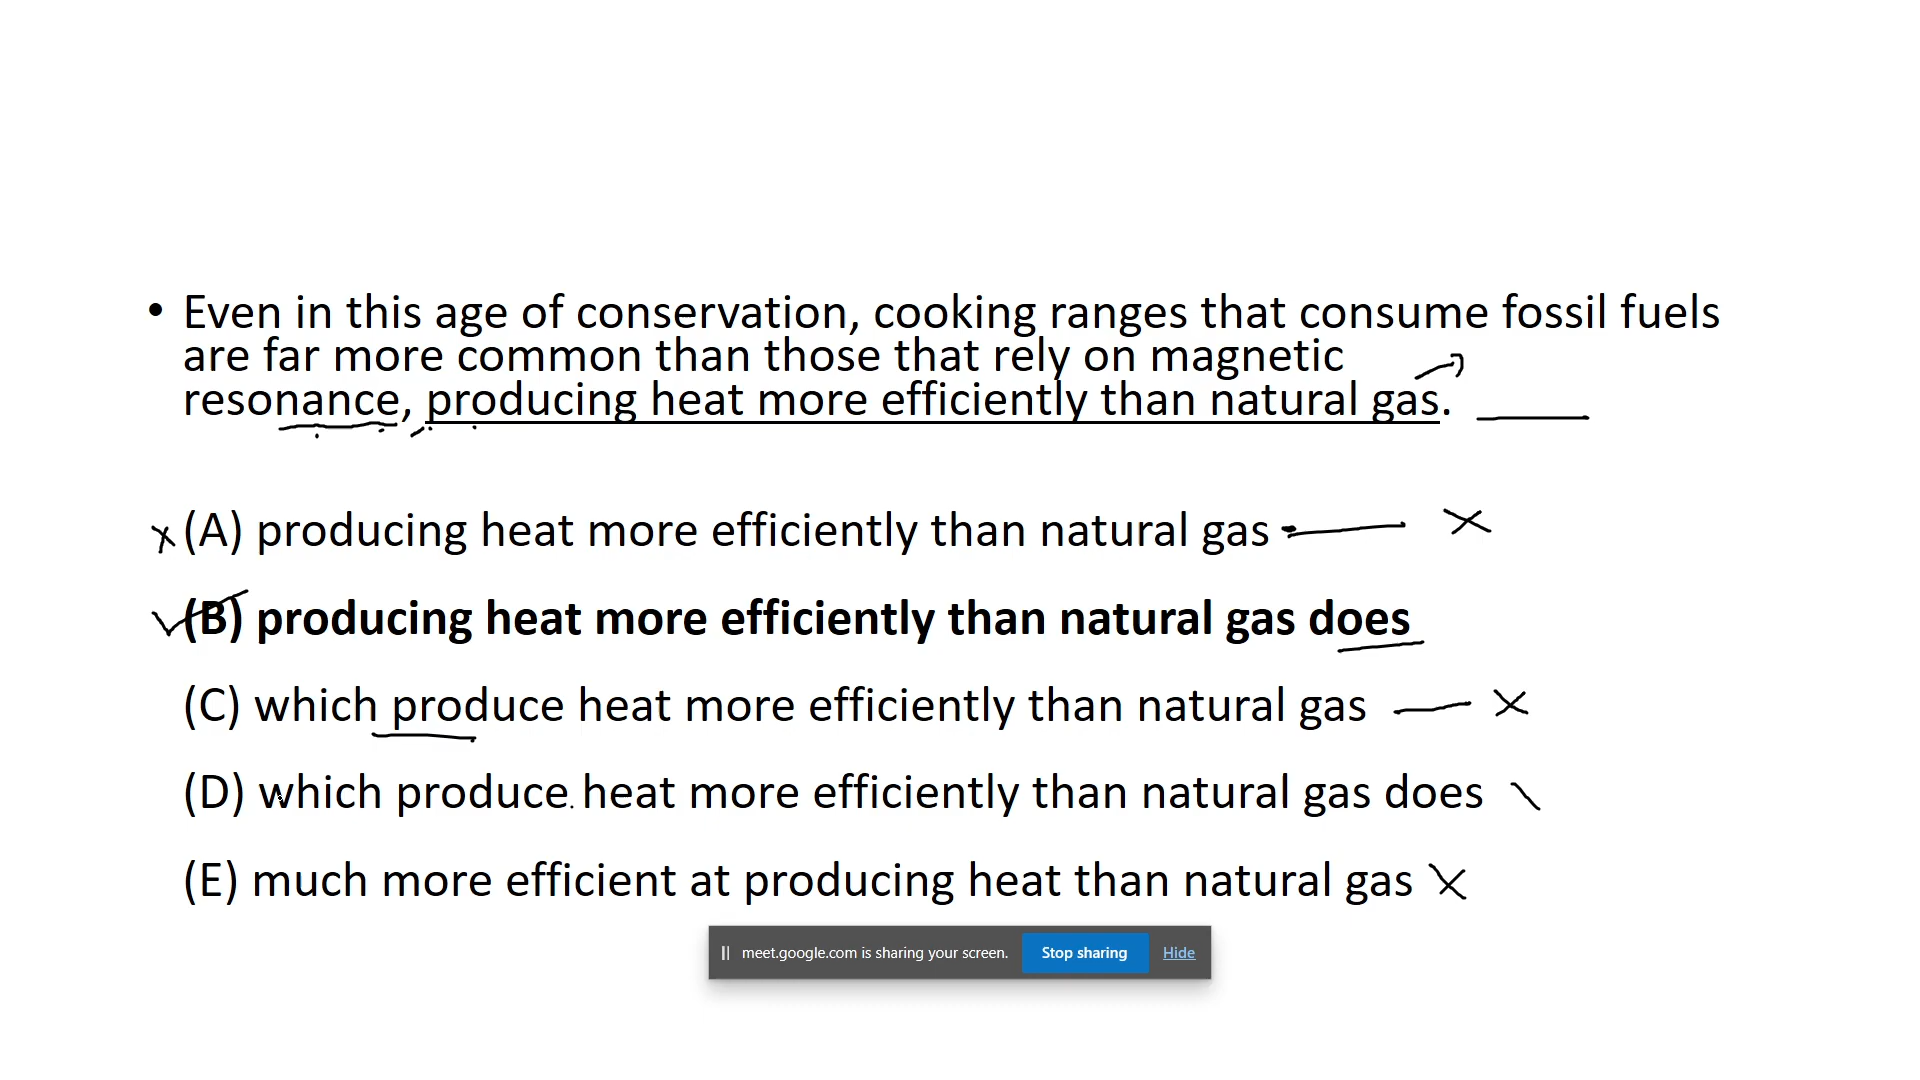 • Even in this age of conservation, cooking ranges that consume fossil fuels
are far more common than those that rely on magnetic
resonance, producing heat more efficiently than natural gas.
(A) producing heat more efficiently than natural gas
(B) producing heat more efficiently than natural gas does
(C) which produce heat more efficiently than natural gas
(D) which produce heat more efficiently than natural gas does
(E) much more efficient at producing heat than natural gas
meet.google.com is sharing your screen. Stop sharing Hide